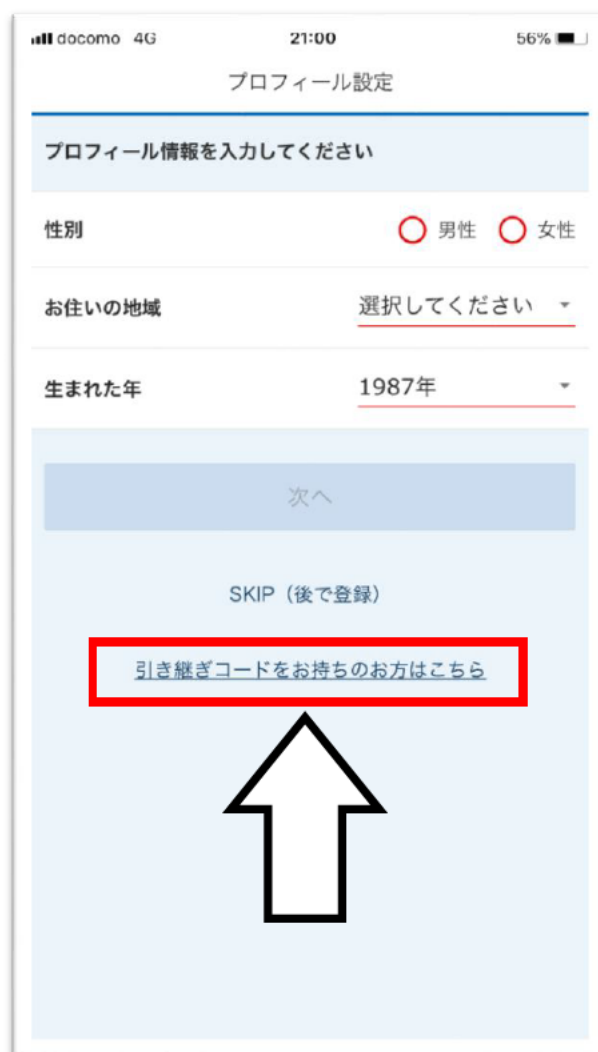 docomo 4G 21:00 56%
プロフィール設定
プロフィール情報を入力してください
性別 男性 女性
お住いの地域 選択してください
生まれた年 1987年
次へ
SKIP（後で登録）
引き継ぎコードをお持ちのお方はこちら